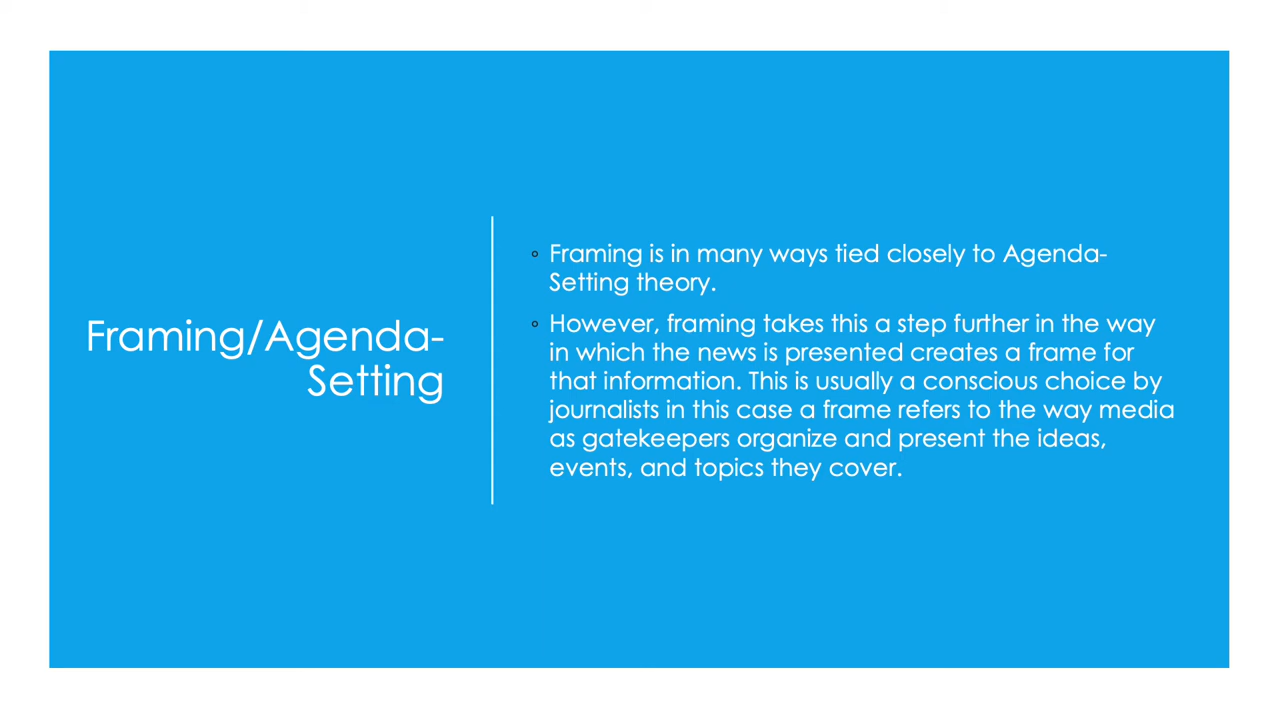 Framing/Agenda-
Setting
◦ Framing is in many ways tied closely to Agenda-
Setting theory.
◦ However, framing takes this a step further in the way
in which the news is presented creates a frame for
that information. This is usually a conscious choice by
journalists in this case a frame refers to the way media
as gatekeepers organize and present the ideas,
events, and topics they cover.